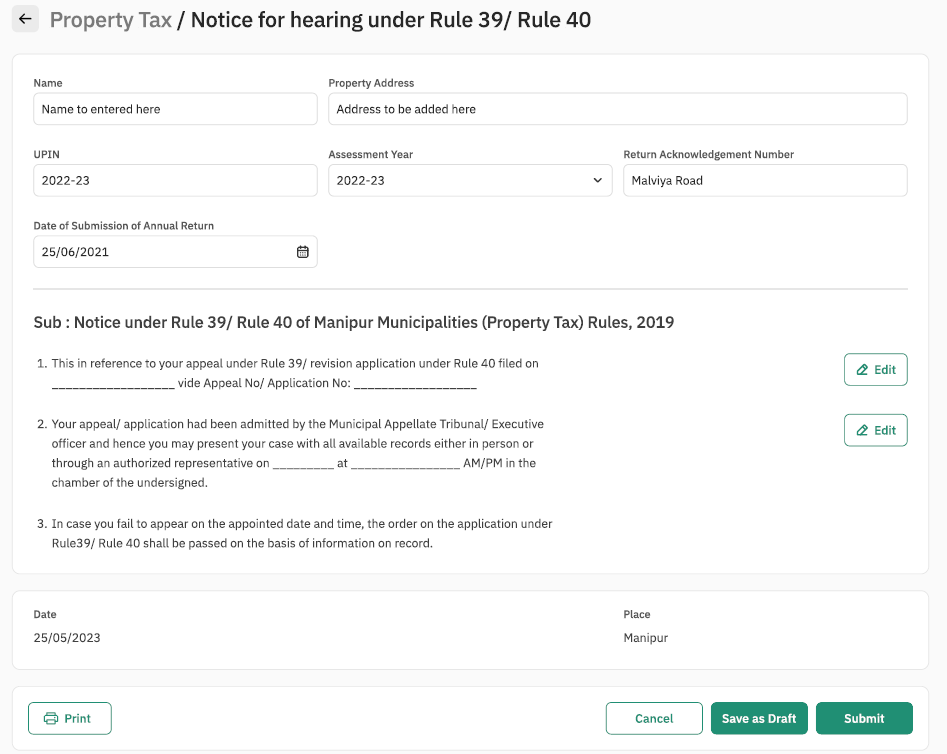 Property Tax / Notice for hearing under Rule 39/ Rule 40
Name
Property Address
Name to entered here
Address to be added here
UPIN
Assessment Year
Return Acknowledgement Number
2022-23
2022-23
Malviya Road
Date of Submission of Annual Return
25/06/2021
Sub : Notice under Rule 39/ Rule 40 of Manipur Municipalities (Property Tax) Rules, 2019
1. This in reference to your appeal under Rule 39/ revision application under Rule 40 filed on
__________________ vide Appeal No/ Application No: __________________
Edit
2. Your appeal/ application had been admitted by the Municipal Appellate Tribunal/ Executive
officer and hence you may present your case with all available records either in person or
through an authorized representative on _________ at ________________ AM/PM in the
chamber of the undersigned.
Edit
3. In case you fail to appear on the appointed date and time, the order on the application under
Rule39/ Rule 40 shall be passed on the basis of information on record.
Date
Place
25/05/2023
Manipur
Print
Cancel
Save as Draft
Submit